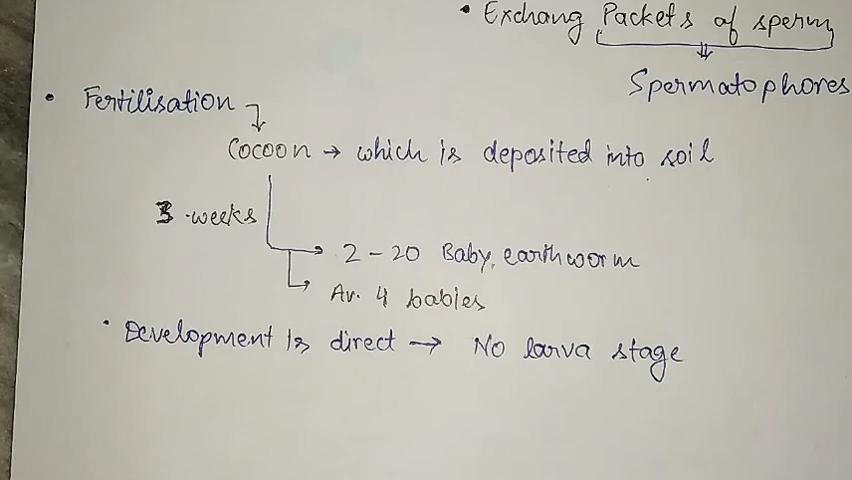 • Exchang Packets of sperm
Spermatophores
• Fertilisation
Cocoon → which is deposited into soil
3 weeks
2 - 20 Baby earthworm
Av. 4 babies
• Development is direct → No larva stage